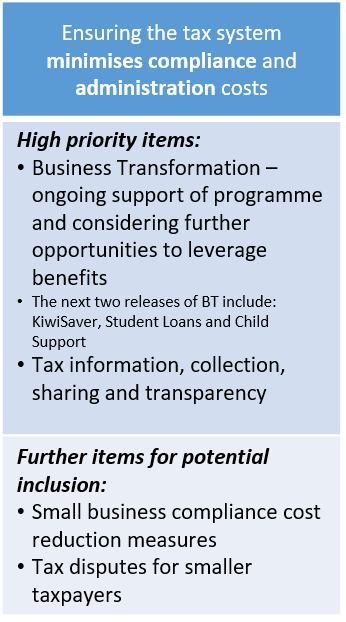 Ensuring the tax system
minimises compliance and
administration costs
High priority items:
• Business Transformation –
ongoing support of programme
and considering further
opportunities to leverage
benefits
• The next two releases of BT include:
KiwiSaver, Student Loans and Child
Support
• Tax information, collection,
sharing and transparency
Further items for potential
inclusion:
• Small business compliance cost
reduction measures
• Tax disputes for smaller
taxpayers